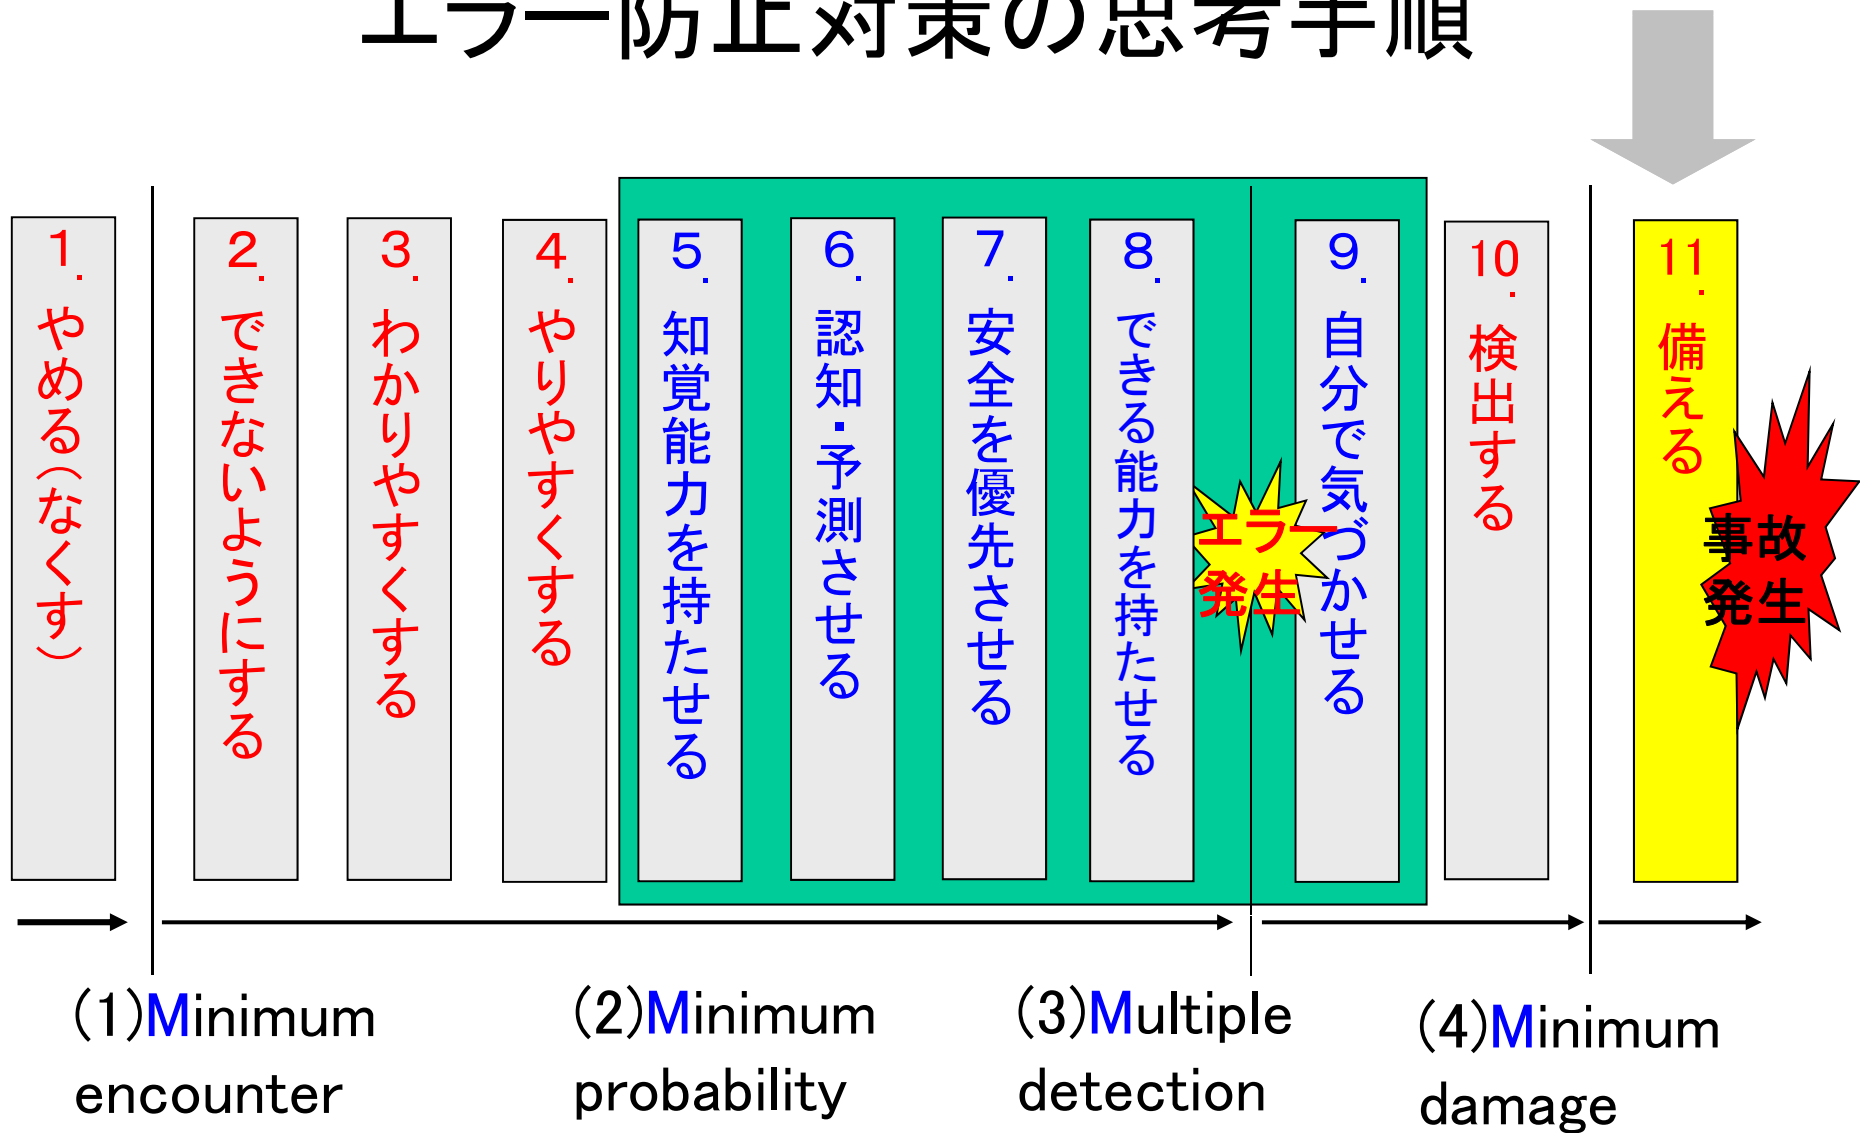 エラー防止対策の思考手順
1.やめる(なくす)
2.できないようにする
3.わかりやすくする
4.やりやすくする
5.知覚能力を持たせる
6.認知・予測させる
7.安全を優先させる
8.できる能力を持たせる
エラー
発生
9.自分で気づかせる
10.検出する
11.備える
事故
発生
(1)Minimum
encounter
(2)Minimum
probability
(3)Multiple
detection
(4)Minimum
damage